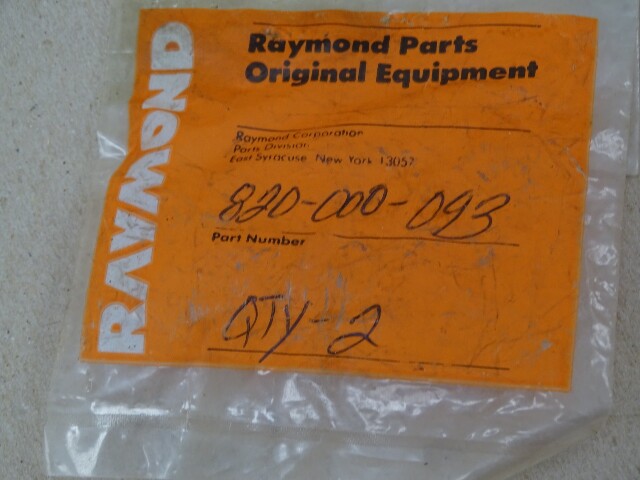 RAYMOND
Raymond Parts
Original Equipment
Raymond Corporation
Parts Division
East Syracuse, New York 13057
820-000-093
Part Number
QTY-2